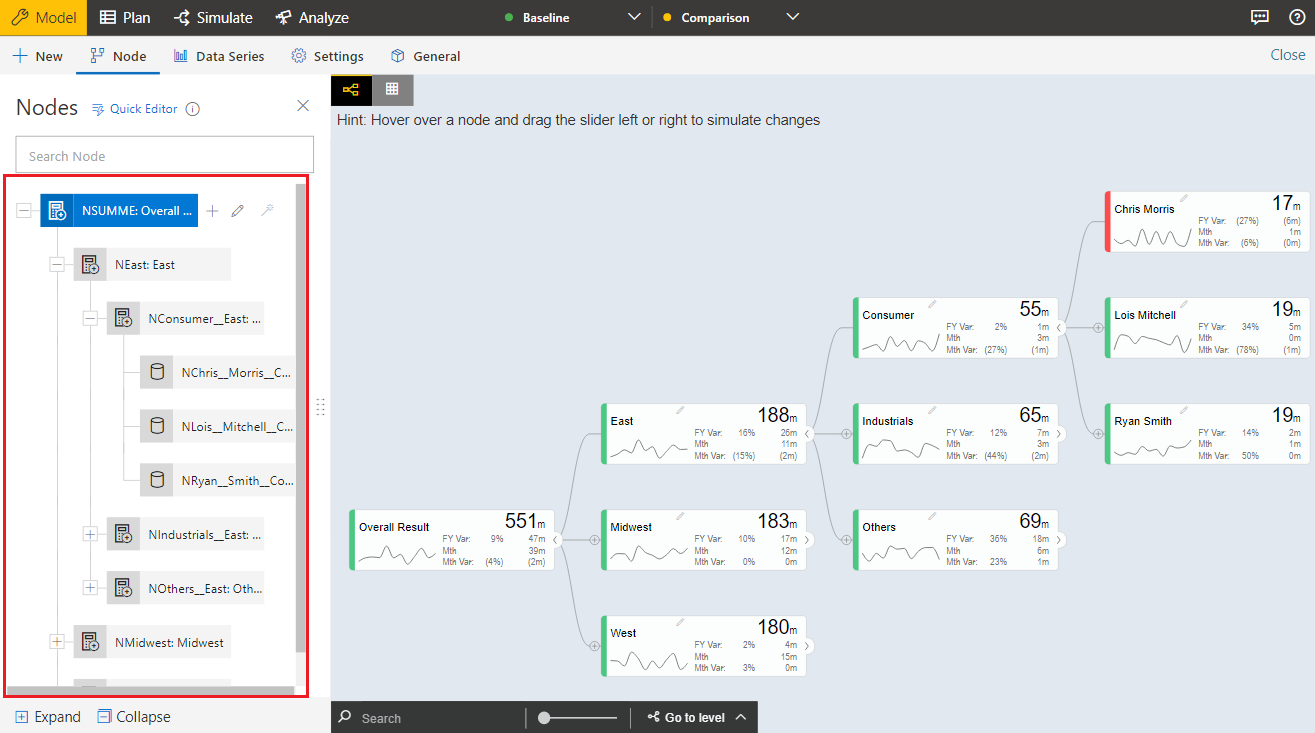 Model Plan Simulate Analyze Baseline Comparison
New Node Data Series Settings General Close
Nodes Quick Editor
Search Node
NSUMME: Overall ...
NEast: East
NConsumer__East: ...
NChris__Morris__C...
NLois__Mitchell__C...
NRyan__Smith__Co...
NIndustrials__East: ...
NOthers__East: Oth...
NMidwest: Midwest
Expand Collapse
Hint: Hover over a node and drag the slider left or right to simulate changes
Overall Result 551m
FY Var: 9% 47m
Mth 39m
Mth Var: (4%) (2m)
East 188m
FY Var: 16% 26m
Mth 11m
Mth Var: (15%) (2m)
Midwest 183m
FY Var: 10% 17m
Mth 12m
Mth Var: 0% 0m
West 180m
FY Var: 2% 4m
Mth 15m
Mth Var: 3% 0m
Consumer 55m
FY Var: 2% 1m
Mth 3m
Mth Var: (27%) (1m)
Industrials 65m
FY Var: 12% 7m
Mth 3m
Mth Var: (44%) (2m)
Others 69m
FY Var: 36% 18m
Mth 6m
Mth Var: 23% 1m
Chris Morris 17m
FY Var: (27%) (6m)
Mth 1m
Mth Var: (6%) (0m)
Lois Mitchell 19m
FY Var: 34% 5m
Mth 0m
Mth Var: (78%) (1m)
Ryan Smith 19m
FY Var: 14% 2m
Mth 1m
Mth Var: 50% 0m
Search Go to level